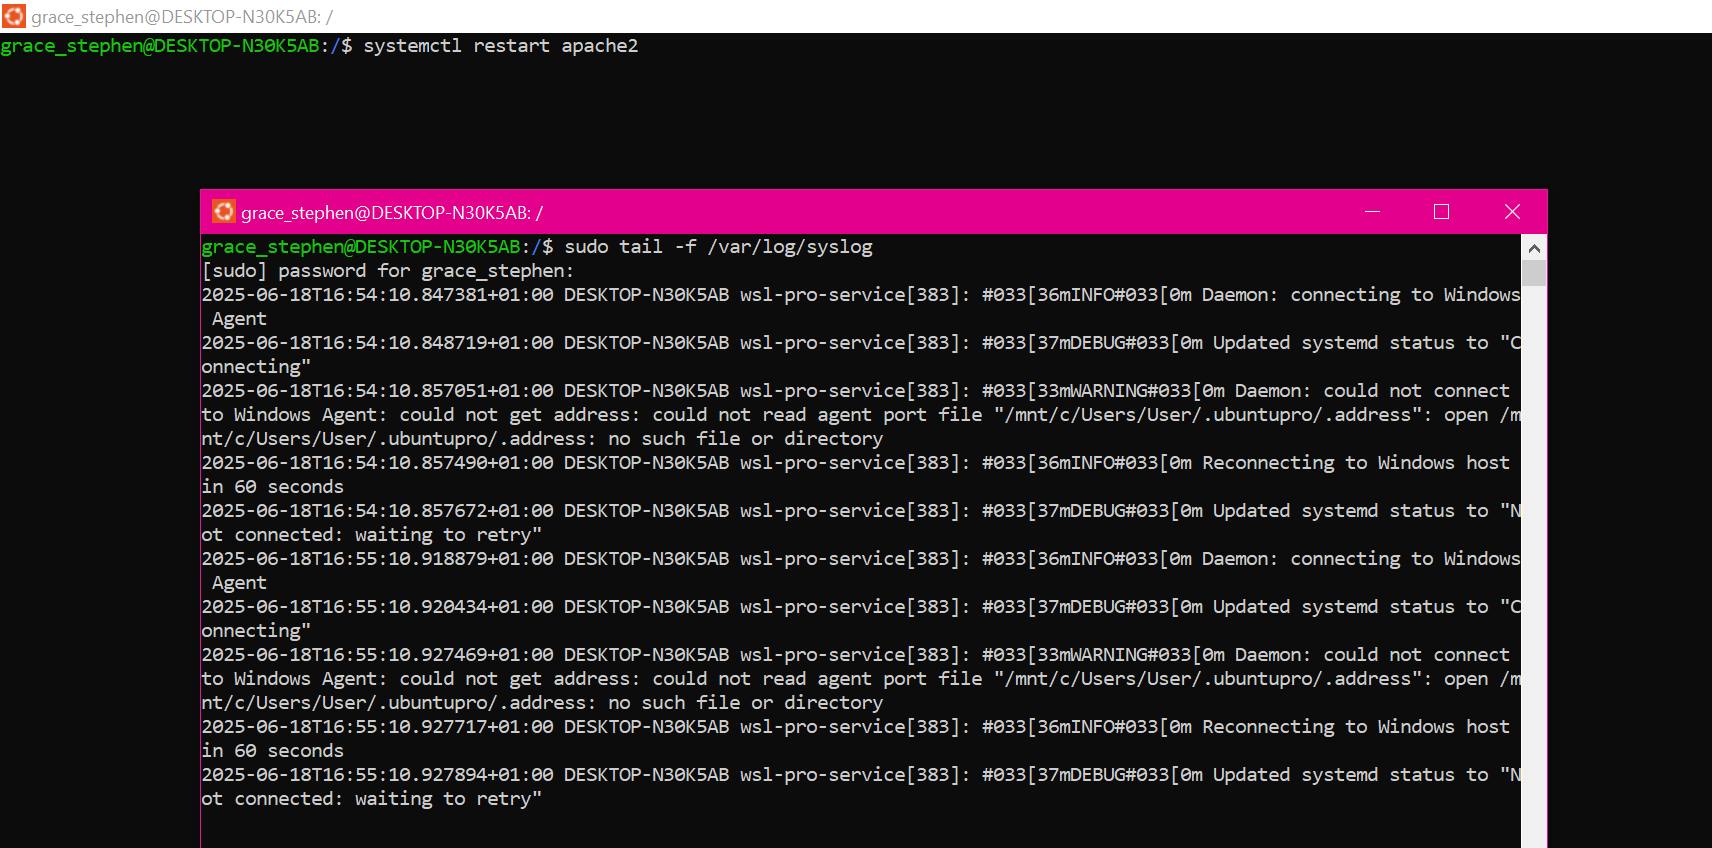 grace_stephen@DESKTOP-N30K5AB: /
grace_stephen@DESKTOP-N30K5AB:/$ systemctl restart apache2
grace_stephen@DESKTOP-N30K5AB: /
grace_stephen@DESKTOP-N30K5AB:/$ sudo tail -f /var/log/syslog
[sudo] password for grace_stephen:
2025-06-18T16:54:10.847381+01:00 DESKTOP-N30K5AB wsl-pro-service[383]: #033[36mINFO#033[0m Daemon: connecting to Windows
 Agent
2025-06-18T16:54:10.848719+01:00 DESKTOP-N30K5AB wsl-pro-service[383]: #033[37mDEBUG#033[0m Updated systemd status to "C
onnecting"
2025-06-18T16:54:10.857051+01:00 DESKTOP-N30K5AB wsl-pro-service[383]: #033[33mWARNING#033[0m Daemon: could not connect
to Windows Agent: could not get address: could not read agent port file "/mnt/c/Users/User/.ubuntupro/.address": open /m
nt/c/Users/User/.ubuntupro/.address: no such file or directory
2025-06-18T16:54:10.857490+01:00 DESKTOP-N30K5AB wsl-pro-service[383]: #033[36mINFO#033[0m Reconnecting to Windows host
in 60 seconds
2025-06-18T16:54:10.857672+01:00 DESKTOP-N30K5AB wsl-pro-service[383]: #033[37mDEBUG#033[0m Updated systemd status to "N
ot connected: waiting to retry"
2025-06-18T16:55:10.918879+01:00 DESKTOP-N30K5AB wsl-pro-service[383]: #033[36mINFO#033[0m Daemon: connecting to Windows
 Agent
2025-06-18T16:55:10.920434+01:00 DESKTOP-N30K5AB wsl-pro-service[383]: #033[37mDEBUG#033[0m Updated systemd status to "C
onnecting"
2025-06-18T16:55:10.927469+01:00 DESKTOP-N30K5AB wsl-pro-service[383]: #033[33mWARNING#033[0m Daemon: could not connect
to Windows Agent: could not get address: could not read agent port file "/mnt/c/Users/User/.ubuntupro/.address": open /m
nt/c/Users/User/.ubuntupro/.address: no such file or directory
2025-06-18T16:55:10.927717+01:00 DESKTOP-N30K5AB wsl-pro-service[383]: #033[36mINFO#033[0m Reconnecting to Windows host
in 60 seconds
2025-06-18T16:55:10.927894+01:00 DESKTOP-N30K5AB wsl-pro-service[383]: #033[37mDEBUG#033[0m Updated systemd status to "N
ot connected: waiting to retry"